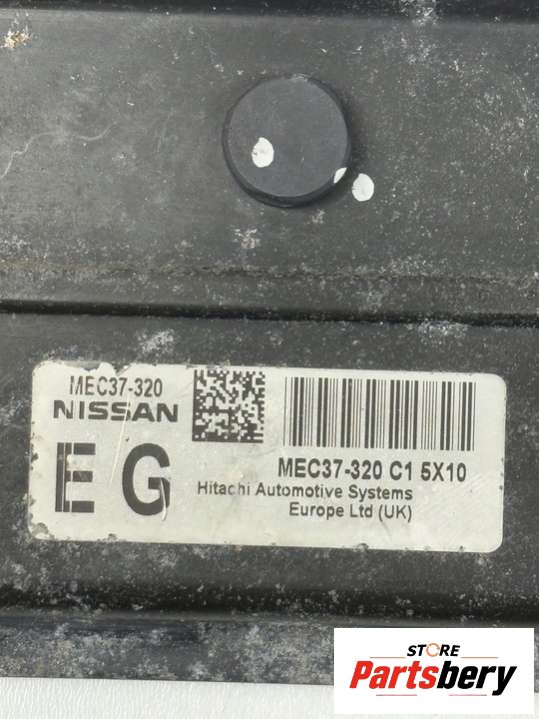 MEC37-320
NISSAN
E G
MEC37-320 C1 5X10
Hitachi Automotive Systems
Europe Ltd (UK)
STORE
Partsbery